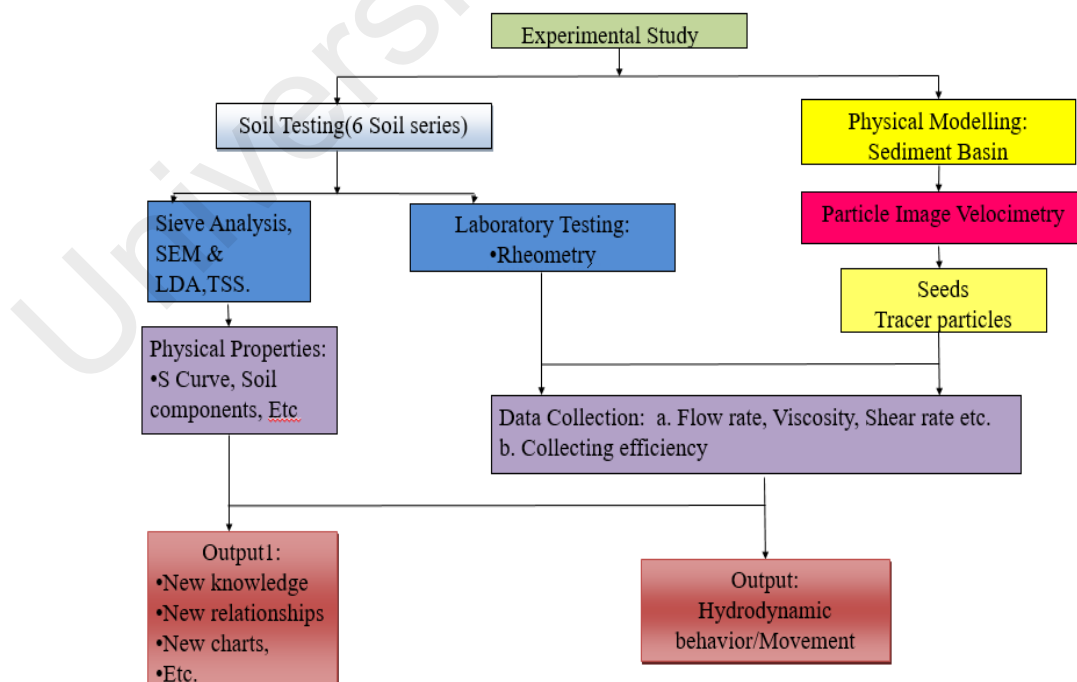 Experimental Study
Soil Testing(6 Soil series)
Physical Modelling:
Sediment Basin
Particle Image Velocimetry
Sieve Analysis,
SEM &
LDA,TSS.
Laboratory Testing:
•Rheometry
Seeds
Tracer particles
Physical Properties:
•S Curve, Soil
components, Etc
Data Collection:  a. Flow rate, Viscosity, Shear rate etc.
b. Collecting efficiency
Output1:
•New knowledge
•New relationships
•New charts,
•Etc.
Output:
Hydrodynamic
behavior/Movement
Univers